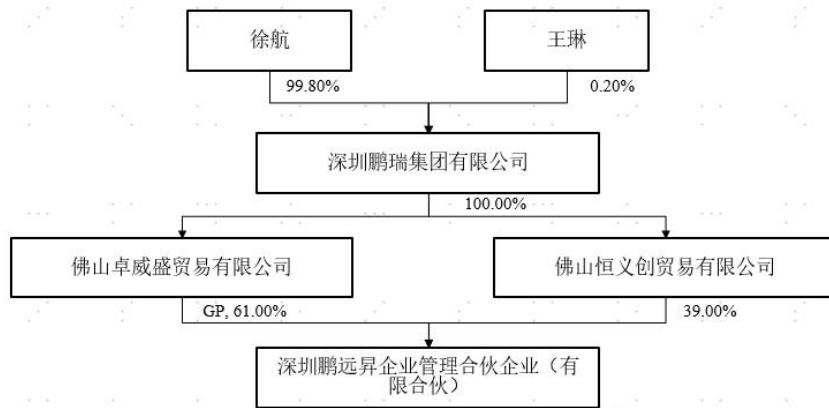 徐航
王琳
99.80%
0.20%
深圳鹏瑞集团有限公司
100.00%
佛山卓威盛贸易有限公司
佛山恒义创贸易有限公司
GP, 61.00%
39.00%
深圳鹏远昇企业管理合伙企业（有
限合伙）